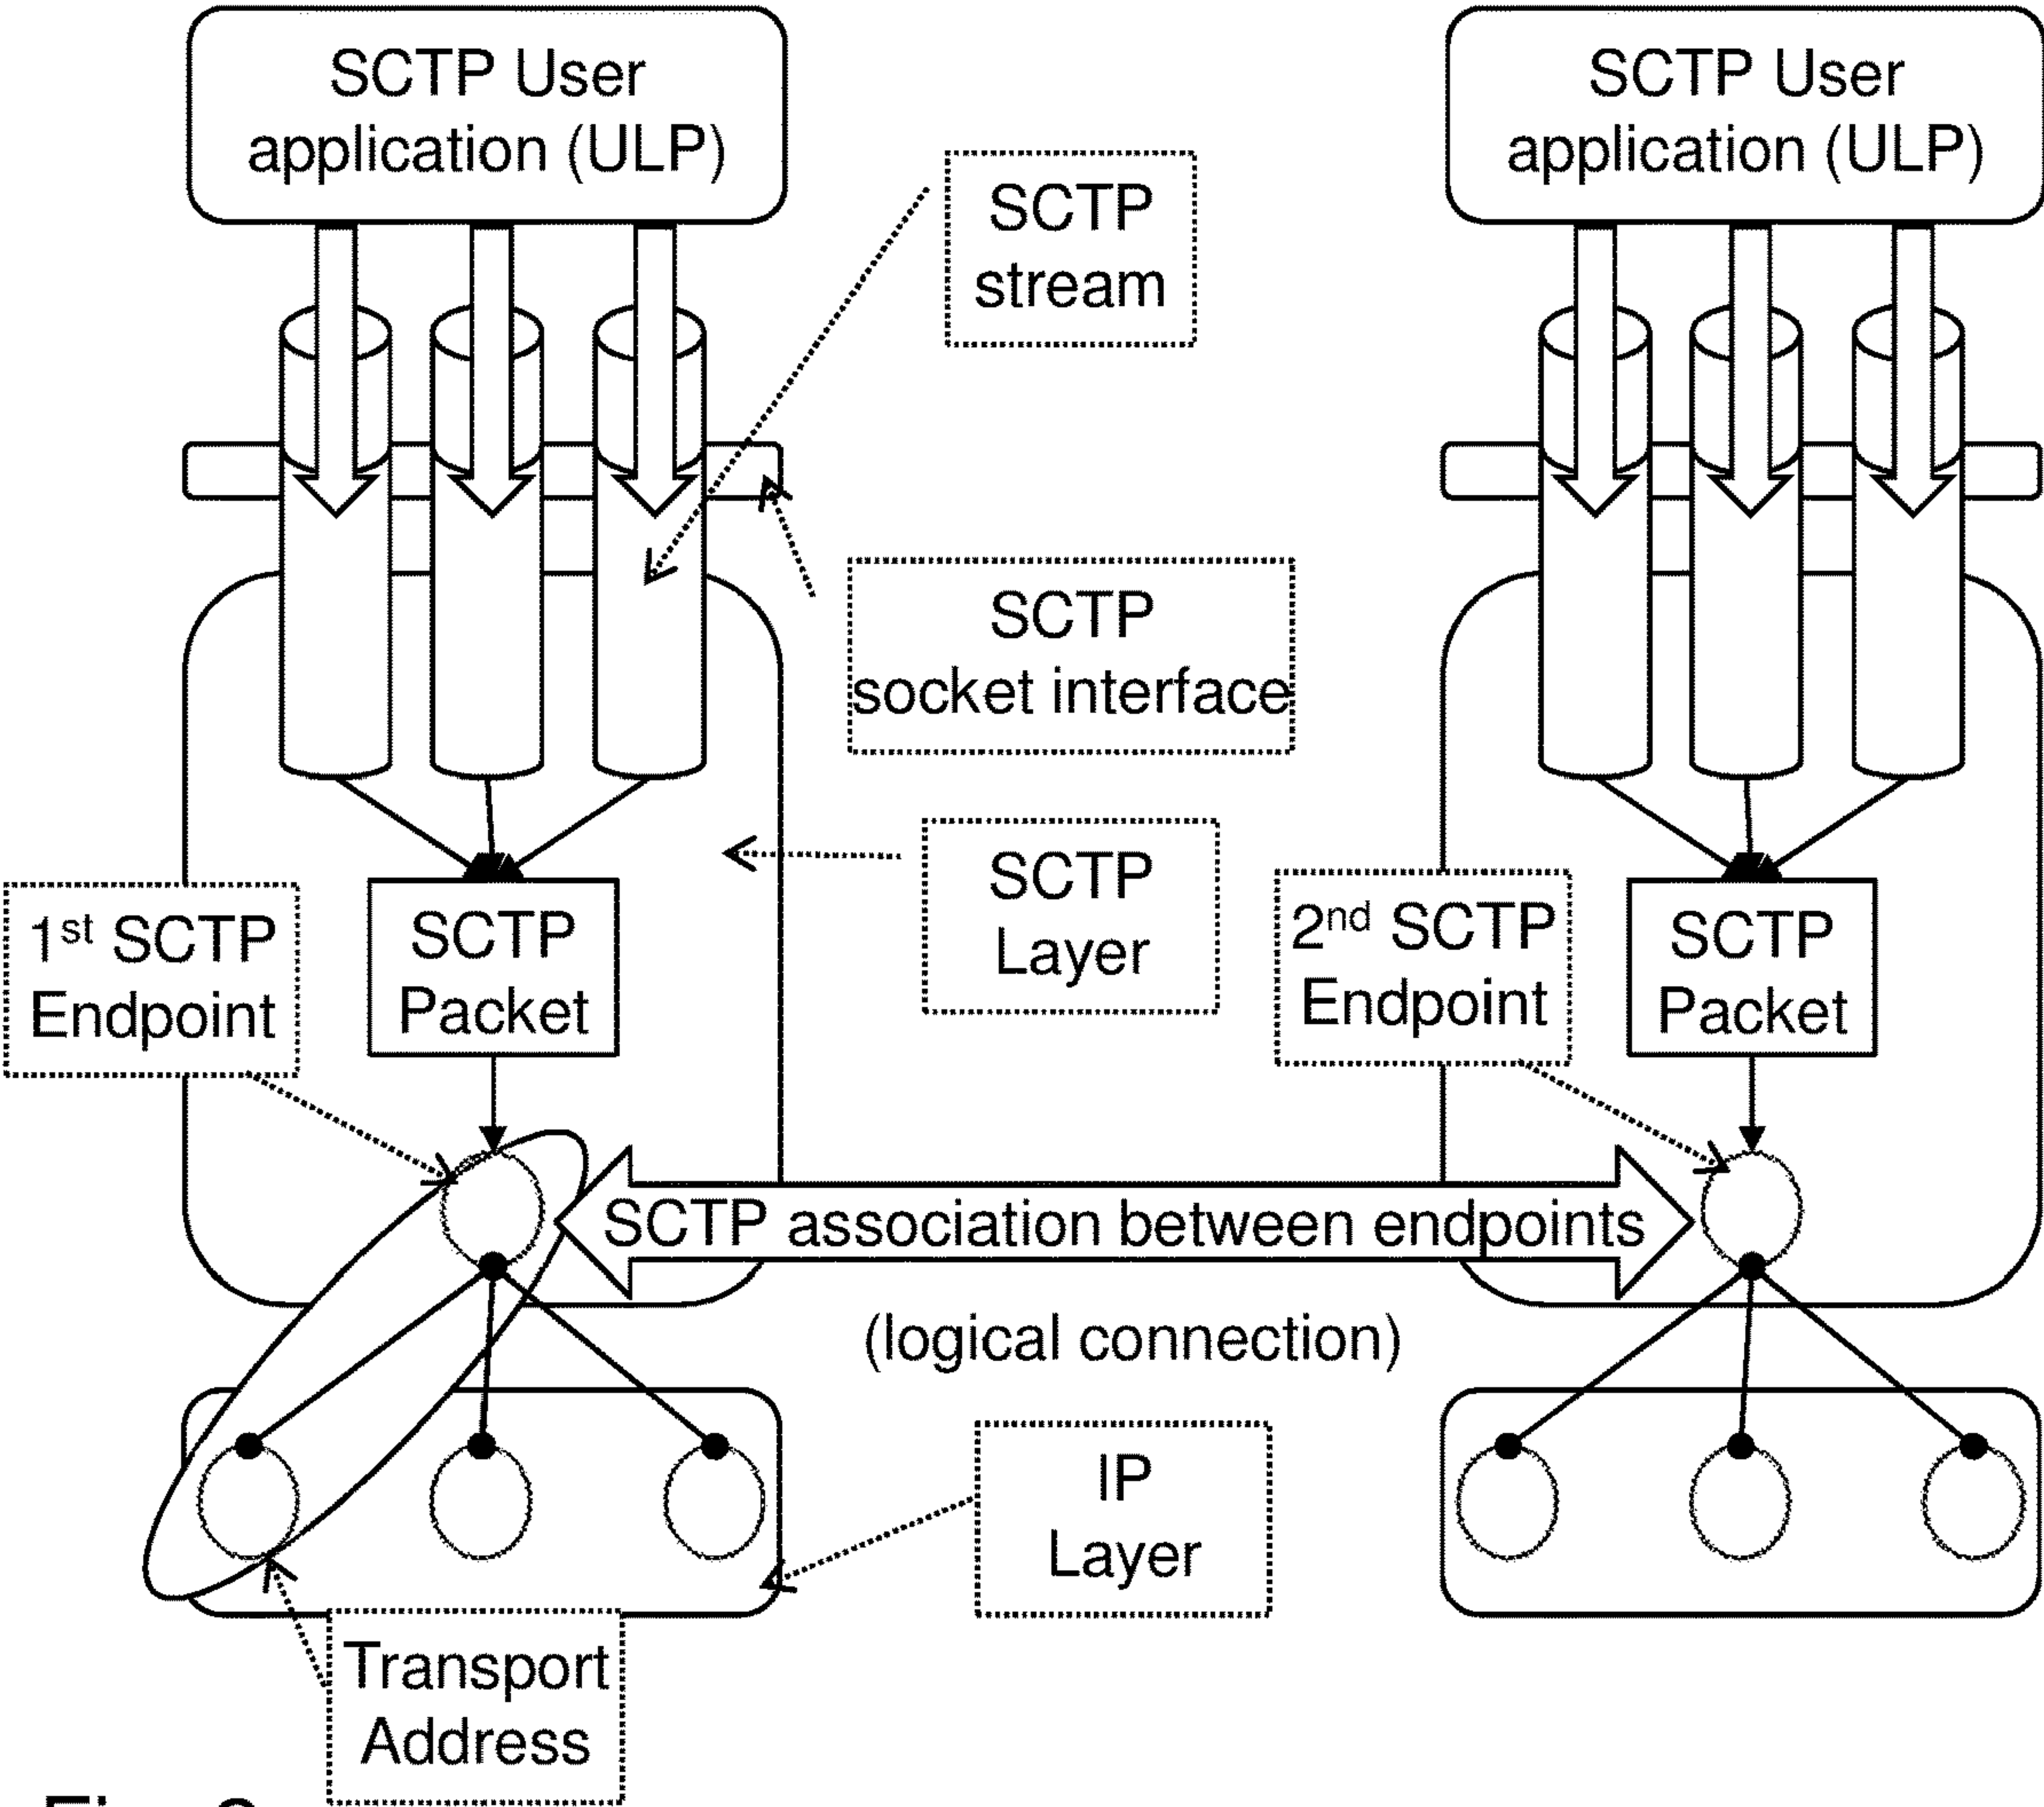 SCTP User
application (ULP)
SCTP User
application (ULP)
SCTP
stream
SCTP
socket interface
SCTP
Layer
1st SCTP
Endpoint
SCTP
Packet
2nd SCTP
Endpoint
SCTP
Packet
SCTP association between endpoints
(logical connection)
IP
Layer
Transport
Address